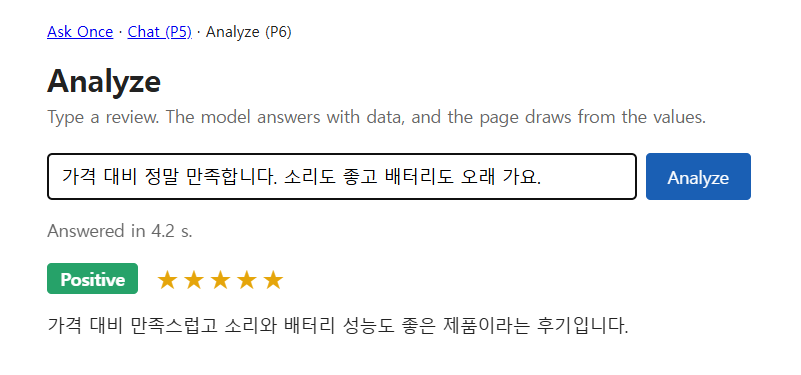 Ask Once · Chat (P5) · Analyze (P6)
Analyze
Type a review. The model answers with data, and the page draws from the values.
가격 대비 정말 만족합니다. 소리도 좋고 배터리도 오래 가요.
Analyze
Answered in 4.2 s.
Positive ★★★★★
가격 대비 만족스럽고 소리와 배터리 성능도 좋은 제품이라는 후기입니다.